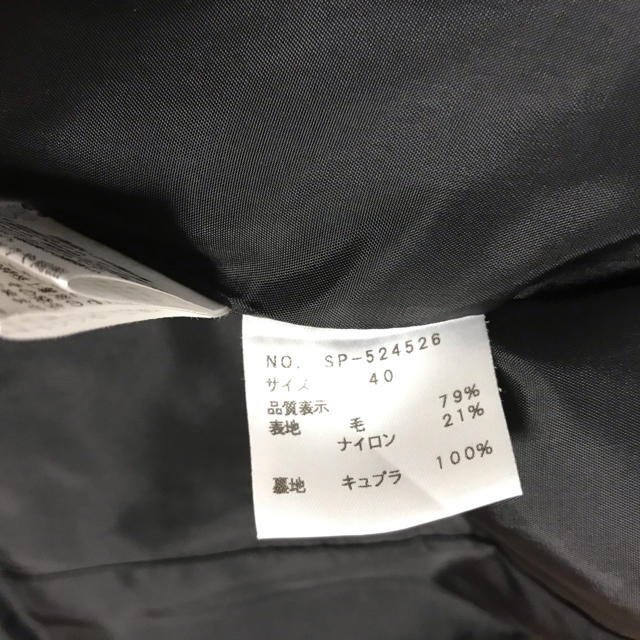 NO. SP-524526
サイズ 40
品質表示
表地 毛 79%
ナイロン 21%
裏地 キュプラ 100%